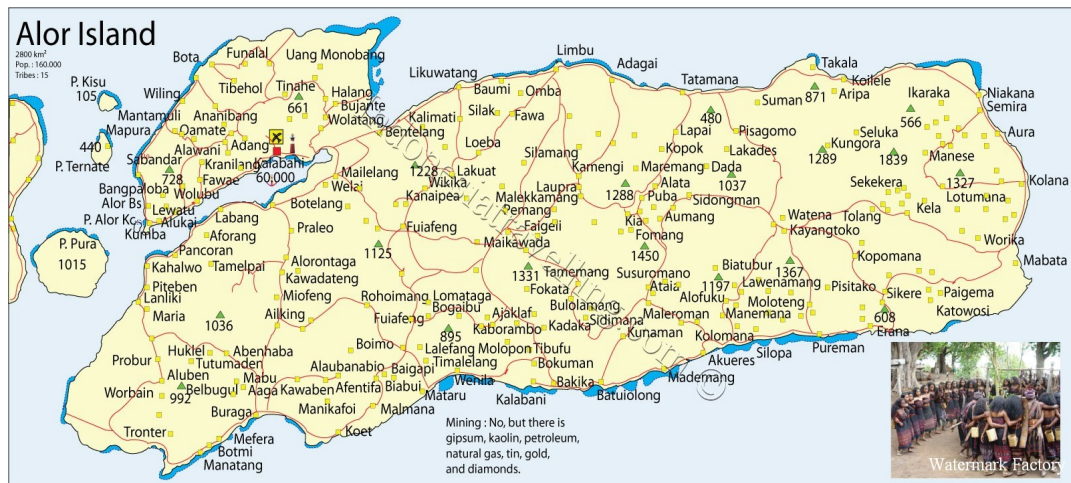 Alor Island
2800 km²
Pop. : 160.000
Tribes : 15
Limbu
Takala
Uang Monobang
Funalal
Bota
Adagai
Likuwatang
Koilele
Tatamana
Tibehol
Tinahe
Baumi
Omba
871
Aripa
P. Kisu
105
Wiling
Halang
661
Suman
Ikaraka
Niakana
Semira
Bujante
Silak
Fawa
480
566
Mantamuli
Ananibang
Wolatang
Kalimati
Mapura
Qamate
Bentelang
Lapai
Pisagomo
Seluka
Aura
440
Alawani
Adang
Loeba
Silamang
Kopok
Lakades
Kungora
1289
1839
Manese
P. Ternate
Sabandar
Kranilang
Kalabahi
60,000
Mailelang
1228
Lakuat
Kamengi
Maremang
Dada
1037
1327
728
Fawae
Welai
Wikika
Laupra
1288
Alata
Sekekera
Kolana
Bangpaloba
Wolubu
Kanaipea
Malekkamang
Puba
Sidongman
Lotumana
Alor Bs
Lewatu
Botelang
Pemang
Kia
Aumang
Watena
Tolang
Kela
P. Alor Kc
Alukai
Labang
Praleo
Fuiafeng
Faigeii
Fomang
Kayangtoko
Kumba
Aforang
1125
Maikawada
1450
Worika
P. Pura
1015
Pancoran
Kopomana
Mabata
Kahalwo
Tamelpai
Alorontaga
1331
Tamemang
Susuromano
Biatubur
1367
Kawadateng
Fokata
Ataia
1197
Lawenamang
Pisitako
Sikere
Paigema
Piteben
Miofeng
Rohoimang
Lomataga
Bulolamang
Alofuku
Moloteng
Lanliki
Bogaibui
Ajaklaf
608
Katowosi
Maria
1036
Ailking
Fuiafeng
Kaborambo
Kadaka
Sidimana
Maleroman
Manemana
Erana
895
Kunaman
Kolomana
Pureman
Probur
Huklel
Abenhaba
Boimo
Lalefang
Molopon
Tibufu
Akueres
Silopa
Tutumaden
Alaubanabio
Baigapi
Timalelang
Bokuman
Aluben
Mabu
Worbain
992
Belbugu
Aaga
Kawaben
Afentifa
Biabui
Wenila
Bakika
Mademang
Mataru
Kalabani
Batuiolong
Buraga
Manikafoi
Malmana
Tronter
Mefera
Koet
Botmi
Manatang
Mining : No, but there is
gipsum, kaolin, petroleum,
natural gas, tin, gold,
and diamonds.
Watermark Factory